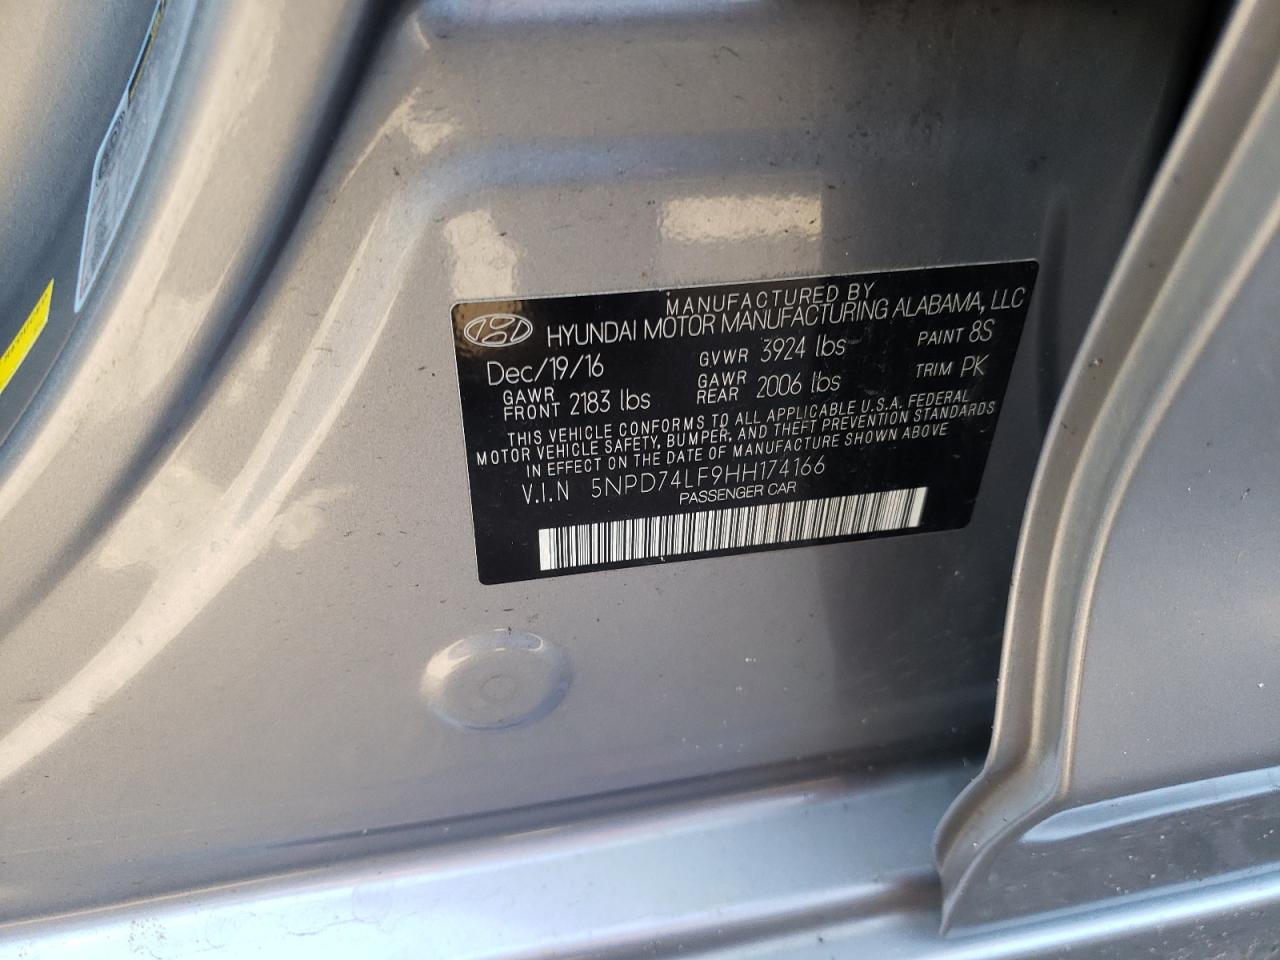 MANUFACTURED BY
HYUNDAI MOTOR MANUFACTURING ALABAMA, LLC
Dec/19/16 GVWR 3924 lbs PAINT 8S
GAWR FRONT 2183 lbs GAWR REAR 2006 lbs TRIM PK
THIS VEHICLE CONFORMS TO ALL APPLICABLE U.S.A. FEDERAL
MOTOR VEHICLE SAFETY, BUMPER, AND THEFT PREVENTION STANDARDS
IN EFFECT ON THE DATE OF MANUFACTURE SHOWN ABOVE
V.I.N 5NPD74LF9HH174166
PASSENGER CAR